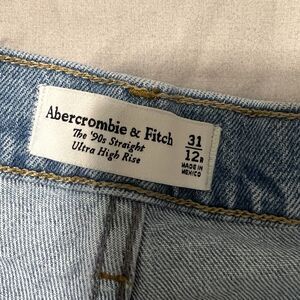 Abercrombie & Fitch
The '90s Straight
Ultra High Rise
31
12R
MADE IN
MEXICO